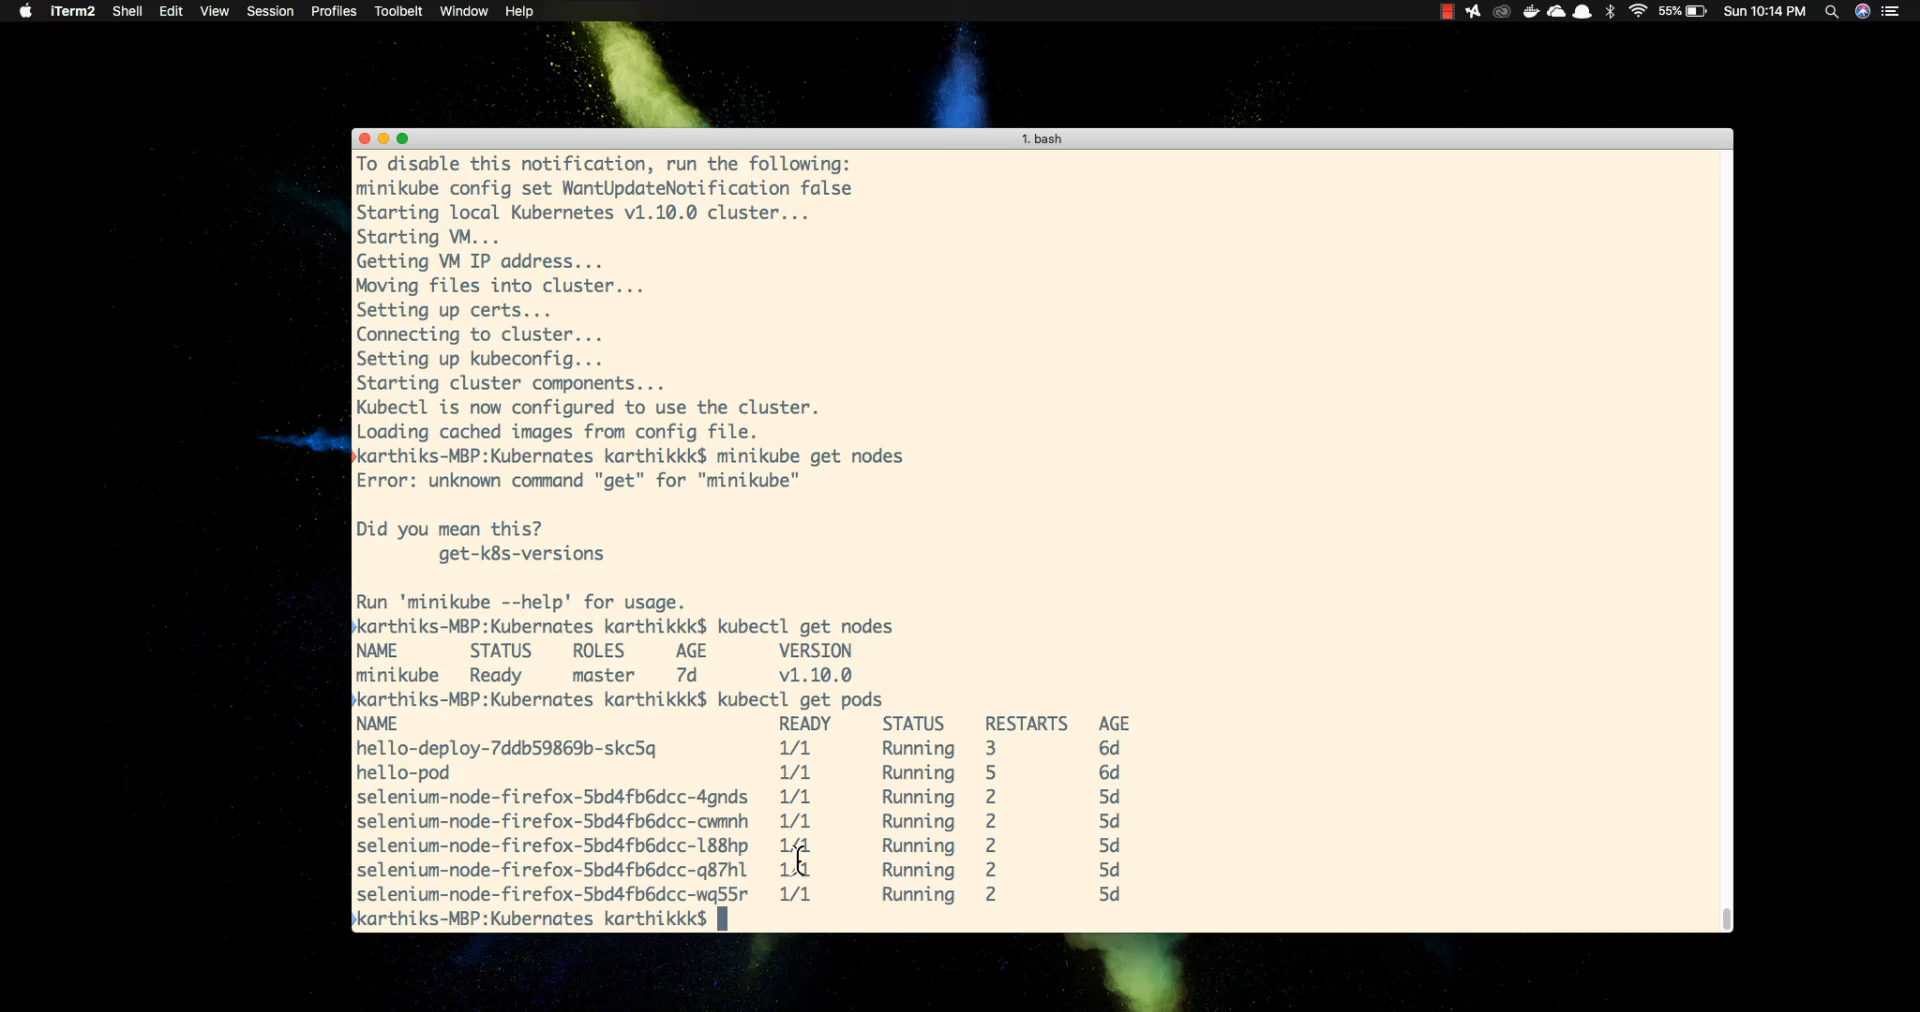 iTerm2 Shell Edit View Session Profiles Toolbelt Window Help 55% Sun 10:14 PM
1. bash
To disable this notification, run the following:
minikube config set WantUpdateNotification false
Starting local Kubernetes v1.10.0 cluster...
Starting VM...
Getting VM IP address...
Moving files into cluster...
Setting up certs...
Connecting to cluster...
Setting up kubeconfig...
Starting cluster components...
Kubectl is now configured to use the cluster.
Loading cached images from config file.
karthiks-MBP:Kubernates karthikkk$ minikube get nodes
Error: unknown command "get" for "minikube"
Did you mean this?
get-k8s-versions
Run 'minikube --help' for usage.
karthiks-MBP:Kubernates karthikkk$ kubectl get nodes
NAME STATUS ROLES AGE VERSION
minikube Ready master 7d v1.10.0
karthiks-MBP:Kubernates karthikkk$ kubectl get pods
NAME READY STATUS RESTARTS AGE
hello-deploy-7ddb59869b-skc5q 1/1 Running 3 6d
hello-pod 1/1 Running 5 6d
selenium-node-firefox-5bd4fb6dcc-4gnds 1/1 Running 2 5d
selenium-node-firefox-5bd4fb6dcc-cwmnh 1/1 Running 2 5d
selenium-node-firefox-5bd4fb6dcc-l88hp 1/1 Running 2 5d
selenium-node-firefox-5bd4fb6dcc-q87hl 1/1 Running 2 5d
selenium-node-firefox-5bd4fb6dcc-wq55r 1/1 Running 2 5d
karthiks-MBP:Kubernates karthikkk$